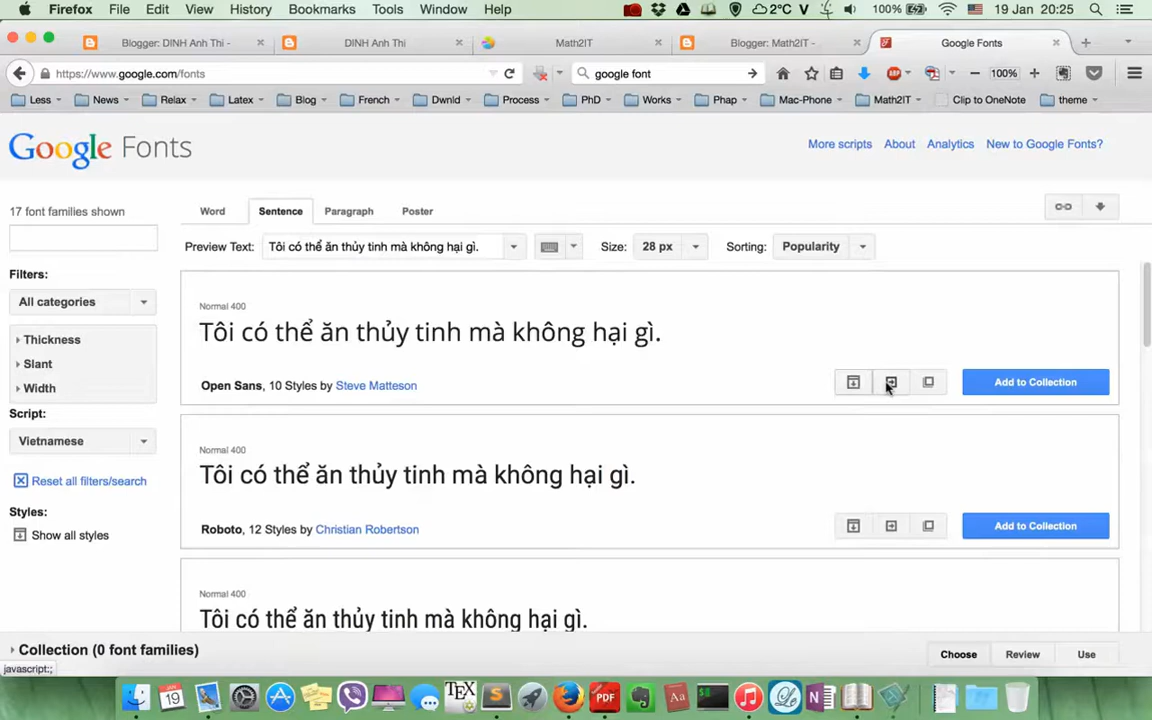 Firefox File Edit View History Bookmarks Tools Window Help 2°C V 100% 19 Jan 20:25
Blogger: DINH Anh Thi - DINH Anh Thi Math2IT Blogger: Math2IT - Google Fonts
https://www.google.com/fonts google font 100%
Less News Relax Latex Blog French Dwnld Process PhD Works Phap Mac-Phone Math2IT Clip to OneNote theme
Google Fonts
More scripts About Analytics New to Google Fonts?
17 font families shown
Word Sentence Paragraph Poster
Preview Text: Tôi có thể ăn thủy tinh mà không hại gì. Size: 28 px Sorting: Popularity
Filters:
All categories
Thickness
Slant
Width
Script:
Vietnamese
Reset all filters/search
Styles:
Show all styles
Normal 400
Tôi có thể ăn thủy tinh mà không hại gì.
Open Sans, 10 Styles by Steve Matteson
Add to Collection
Normal 400
Tôi có thể ăn thủy tinh mà không hại gì.
Roboto, 12 Styles by Christian Robertson
Add to Collection
Normal 400
Tôi có thể ăn thủy tinh mà không hại gì.
Collection (0 font families)
Choose Review Use
javascript:;
JAN
19
TEX
PDF
Aa